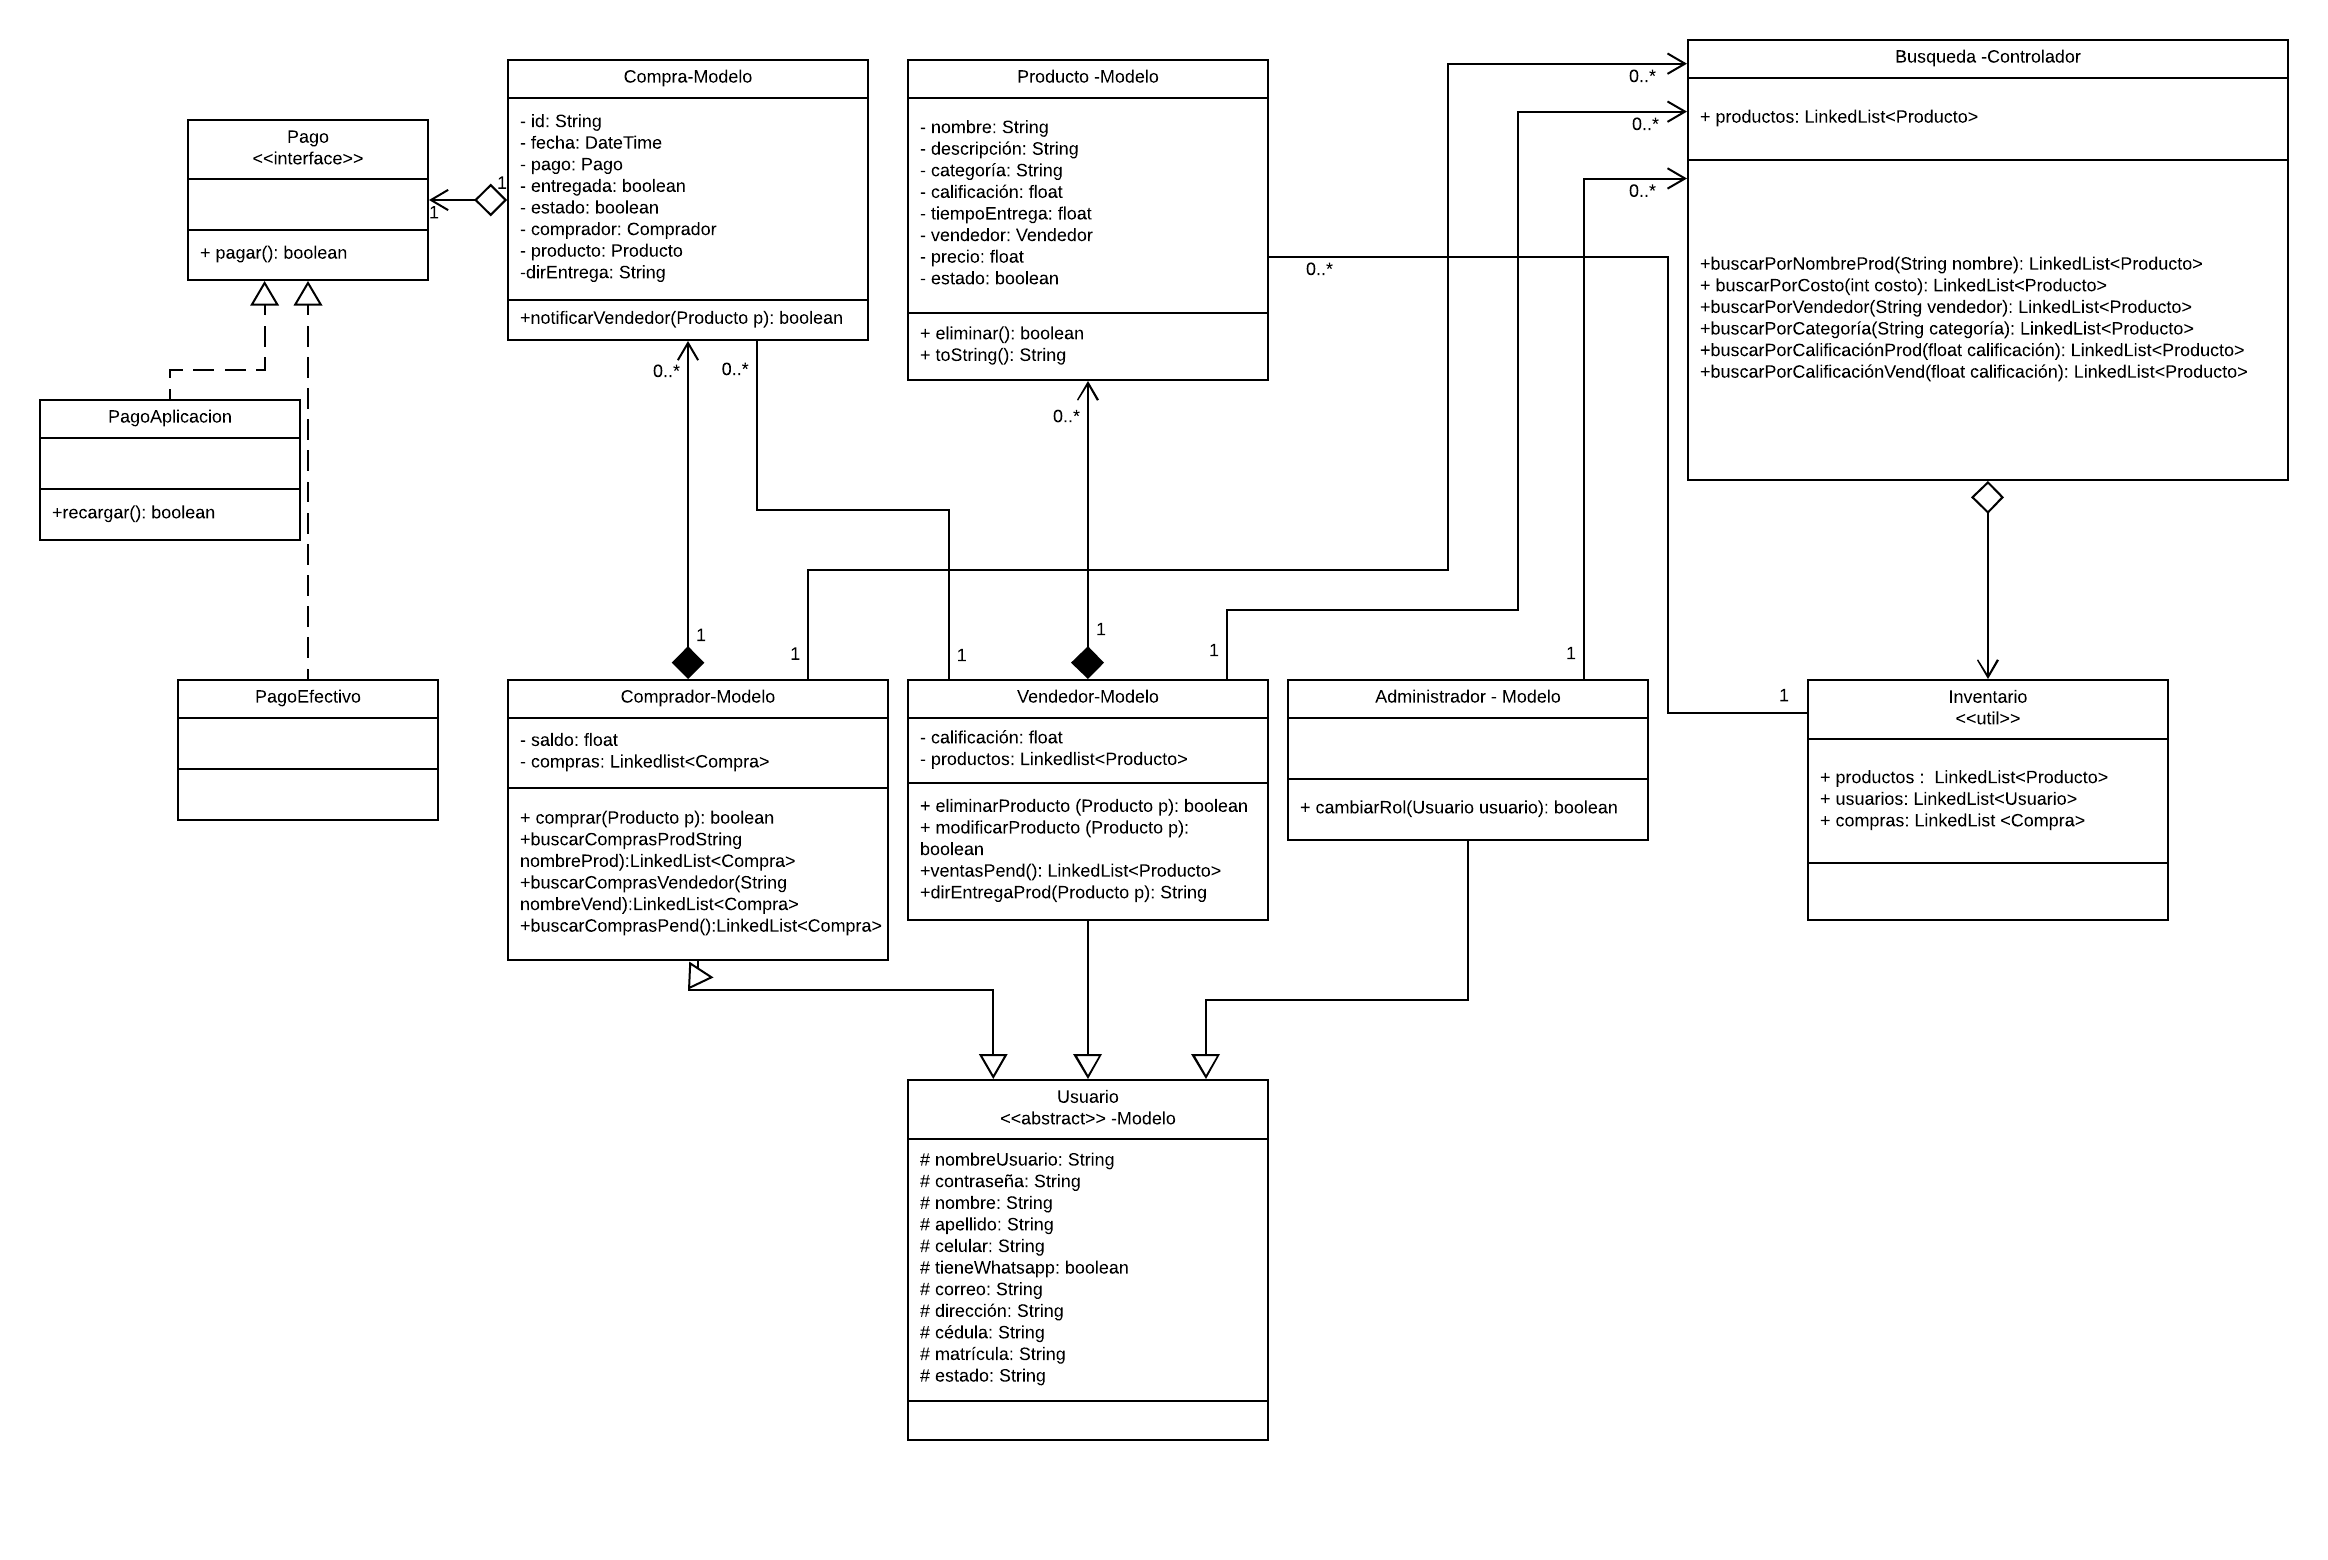 Pago
<<interface>>
+ pagar(): boolean
1
1
Compra-Modelo
- id: String
- fecha: DateTime
- pago: Pago
- entregada: boolean
- estado: boolean
- comprador: Comprador
- producto: Producto
-dirEntrega: String
+notificarVendedor(Producto p): boolean
0..*
0..*
Producto -Modelo
- nombre: String
- descripción: String
- categoría: String
- calificación: float
- tiempoEntrega: float
- vendedor: Vendedor
- precio: float
- estado: boolean
+ eliminar(): boolean
+ toString(): String
0..*
0..*
0..*
0..*
0..*
Busqueda -Controlador
+ productos: LinkedList<Producto>
+buscarPorNombreProd(String nombre): LinkedList<Producto>
+ buscarPorCosto(int costo): LinkedList<Producto>
+buscarPorVendedor(String vendedor): LinkedList<Producto>
+buscarPorCategoría(String categoría): LinkedList<Producto>
+buscarPorCalificaciónProd(float calificación): LinkedList<Producto>
+buscarPorCalificaciónVend(float calificación): LinkedList<Producto>
PagoAplicacion
+recargar(): boolean
PagoEfectivo
1
1
1
1
1
1
1
Comprador-Modelo
- saldo: float
- compras: Linkedlist<Compra>
+ comprar(Producto p): boolean
+buscarComprasProdString
nombreProd):LinkedList<Compra>
+buscarComprasVendedor(String
nombreVend):LinkedList<Compra>
+buscarComprasPend():LinkedList<Compra>
Vendedor-Modelo
- calificación: float
- productos: Linkedlist<Producto>
+ eliminarProducto (Producto p): boolean
+ modificarProducto (Producto p):
boolean
+ventasPend(): LinkedList<Producto>
+dirEntregaProd(Producto p): String
Administrador - Modelo
+ cambiarRol(Usuario usuario): boolean
Inventario
<<util>>
+ productos :  LinkedList<Producto>
+ usuarios: LinkedList<Usuario>
+ compras: LinkedList <Compra>
Usuario
<<abstract>> -Modelo
# nombreUsuario: String
# contraseña: String
# nombre: String
# apellido: String
# celular: String
# tieneWhatsapp: boolean
# correo: String
# dirección: String
# cédula: String
# matrícula: String
# estado: String